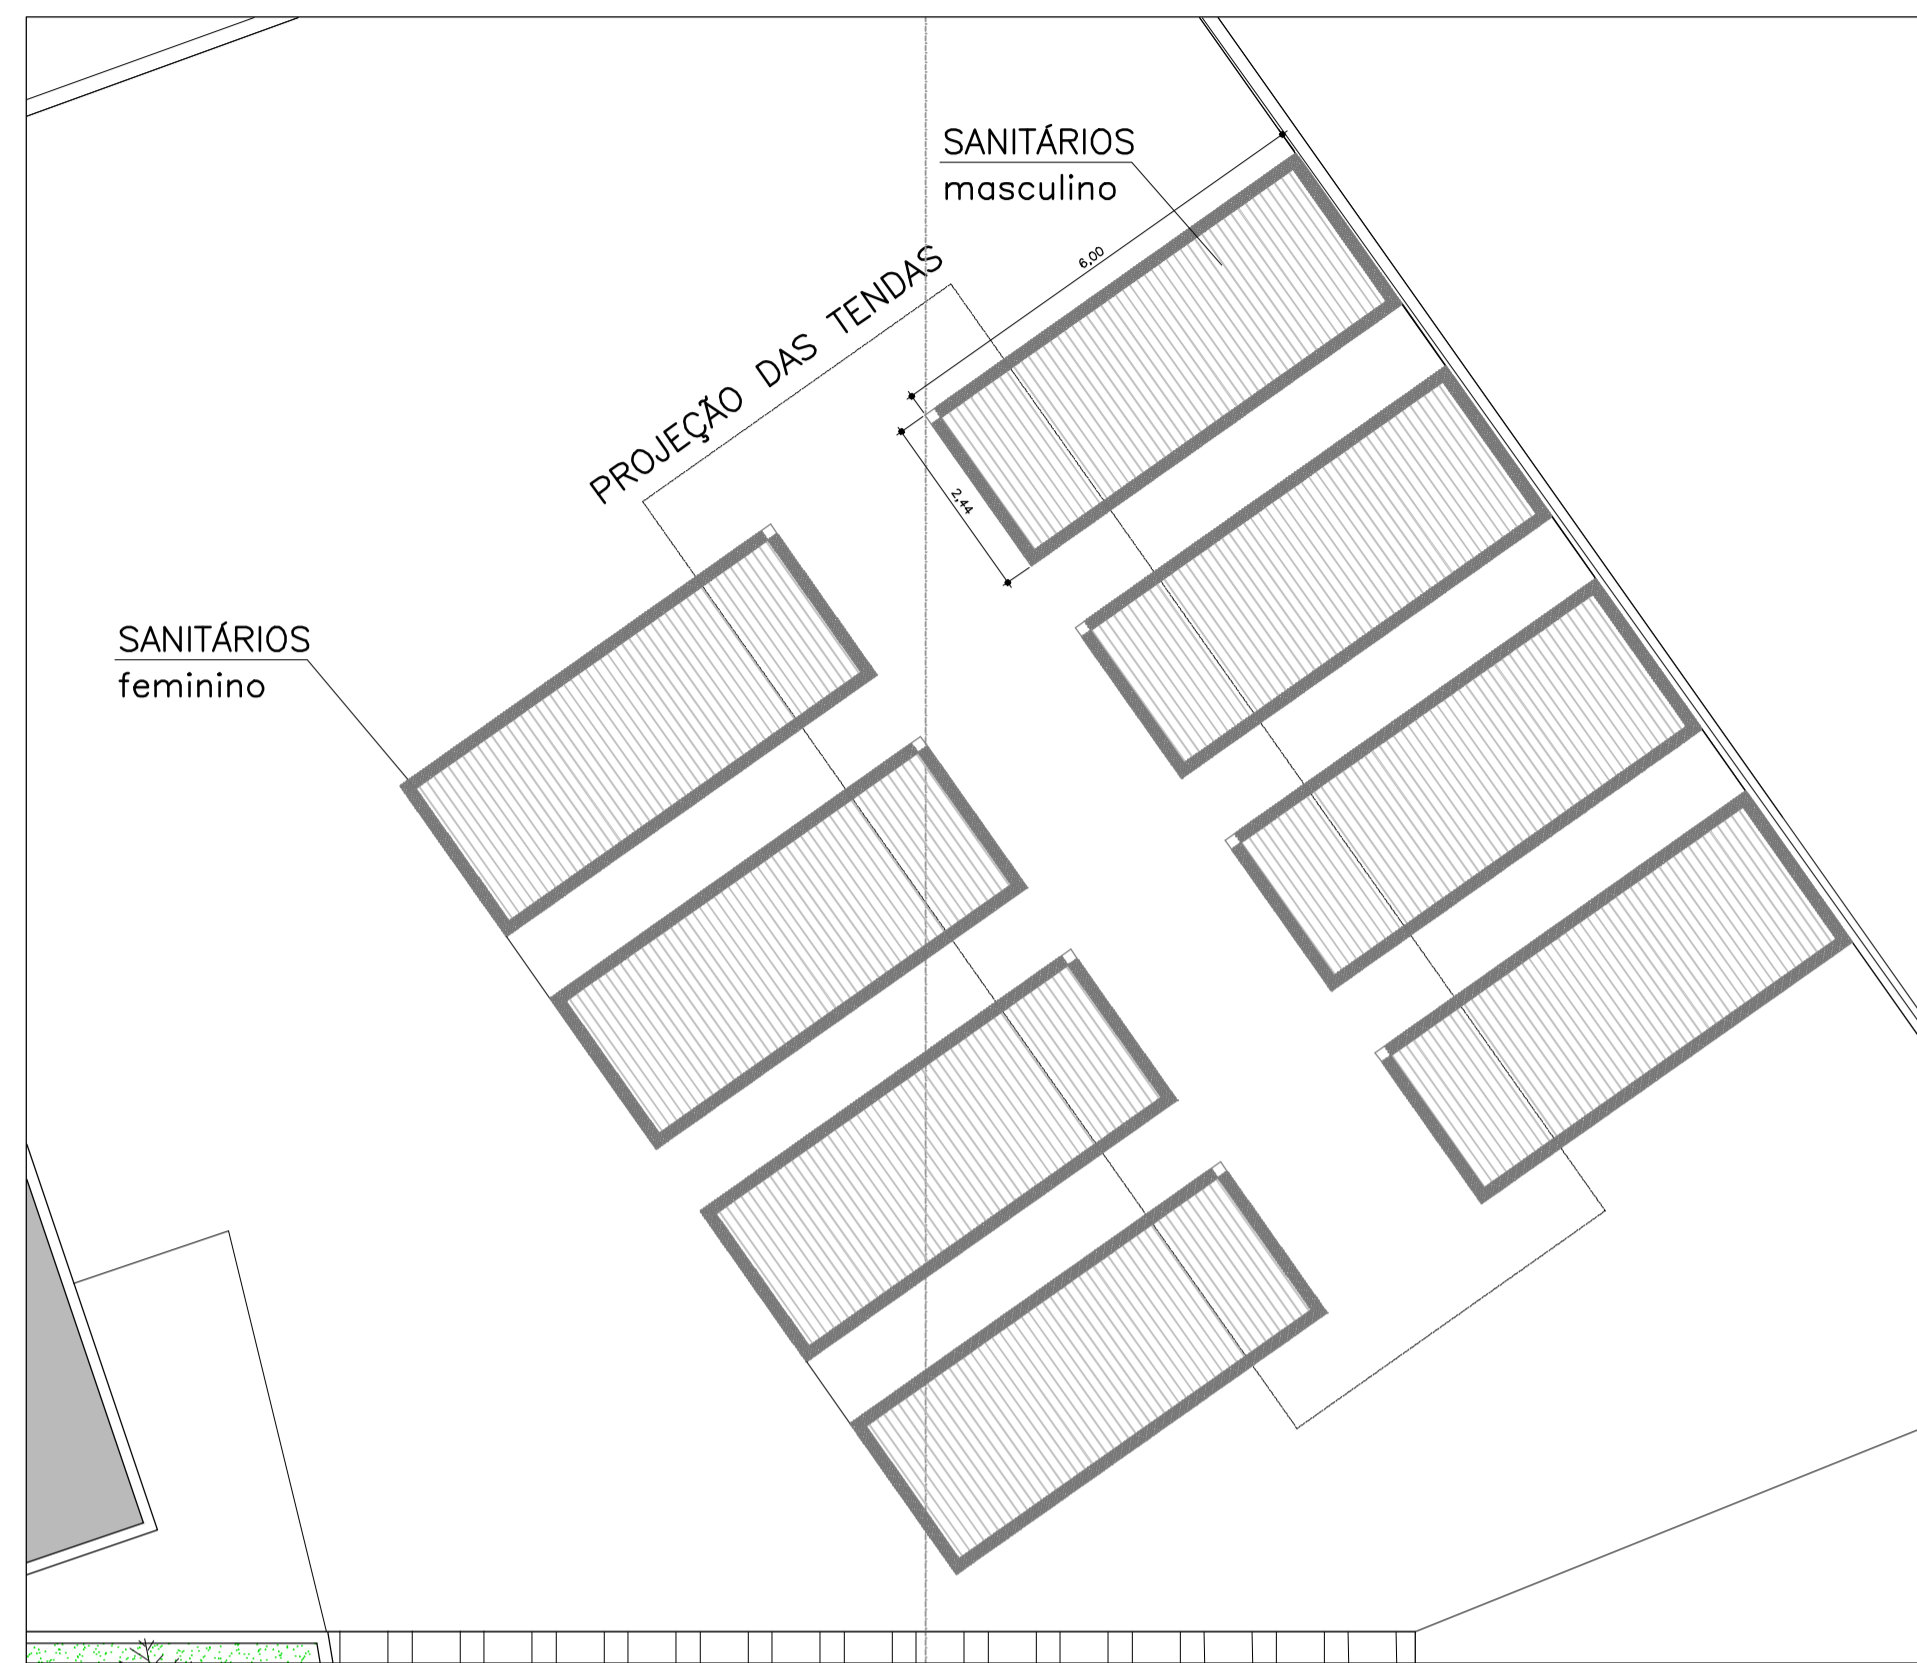 SANITÁRIOS
masculino
6,00
PROJEÇÃO DAS TENDAS
2,44
SANITÁRIOS
feminino